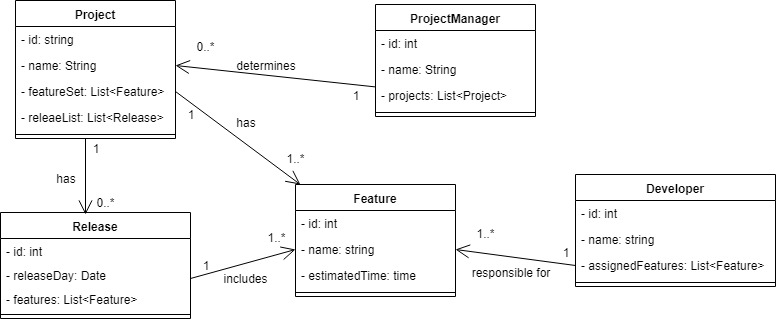 Project
- id: string
- name: String
- featureSet: List<Feature>
- releaeList: List<Release>
ProjectManager
- id: int
- name: String
- projects: List<Project>
0..*
determines
1
1
has
1..*
1
has
0..*
Release
- id: int
- releaseDay: Date
- features: List<Feature>
1
includes
1..*
Feature
- id: int
- name: string
- estimatedTime: time
1..*
responsible for
1
Developer
- id: int
- name: string
- assignedFeatures: List<Feature>